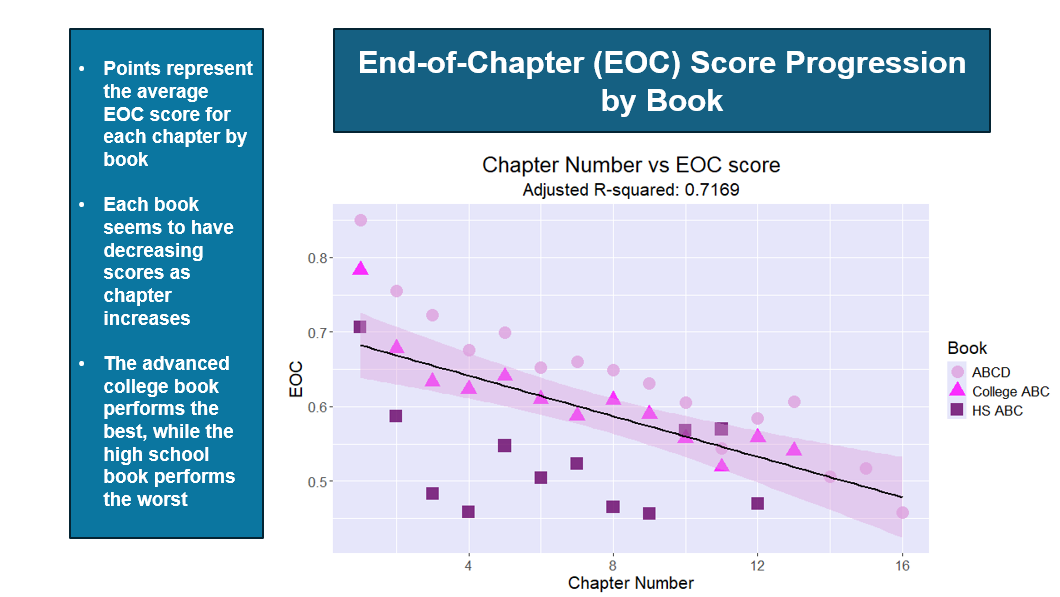 • Points represent
the average
EOC score for
each chapter by
book
• Each book
seems to have
decreasing
scores as
chapter
increases
• The advanced
college book
performs the
best, while the
high school
book performs
the worst
End-of-Chapter (EOC) Score Progression
by Book
Chapter Number vs EOC score
Adjusted R-squared: 0.7169
EOC
0.8
0.7
0.6
0.5
4 8 12 16
Chapter Number
Book
ABCD
College ABC
HS ABC